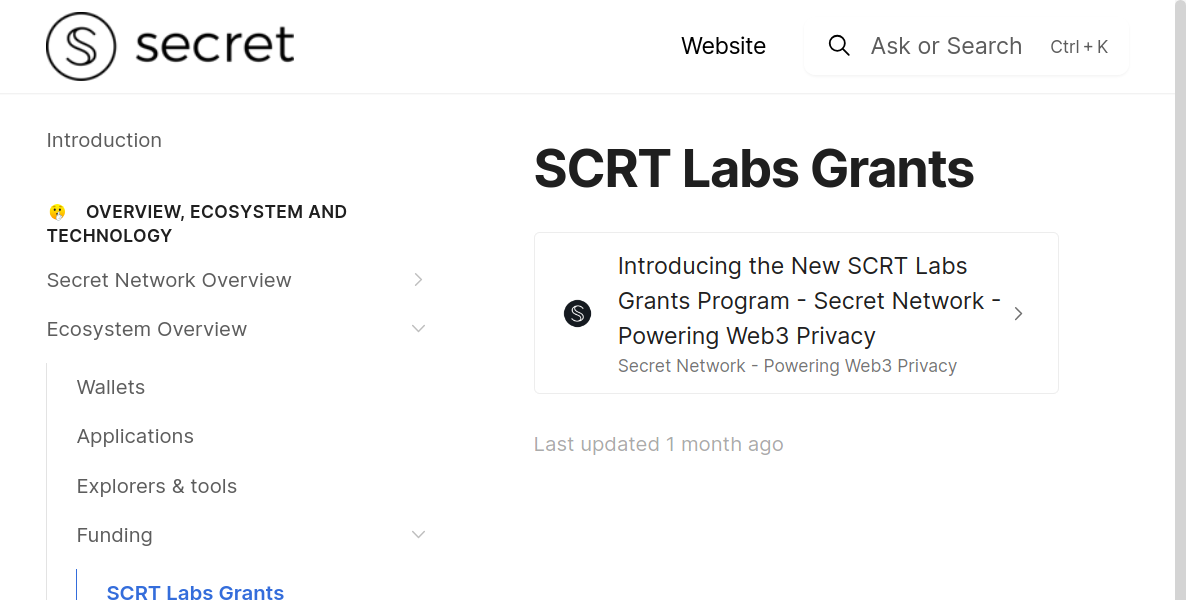 secret
Website
Ask or Search
Ctrl + K
Introduction
OVERVIEW, ECOSYSTEM AND
TECHNOLOGY
Secret Network Overview
Ecosystem Overview
Wallets
Applications
Explorers & tools
Funding
SCRT Labs Grants
SCRT Labs Grants
Introducing the New SCRT Labs
Grants Program - Secret Network -
Powering Web3 Privacy
Secret Network - Powering Web3 Privacy
Last updated 1 month ago